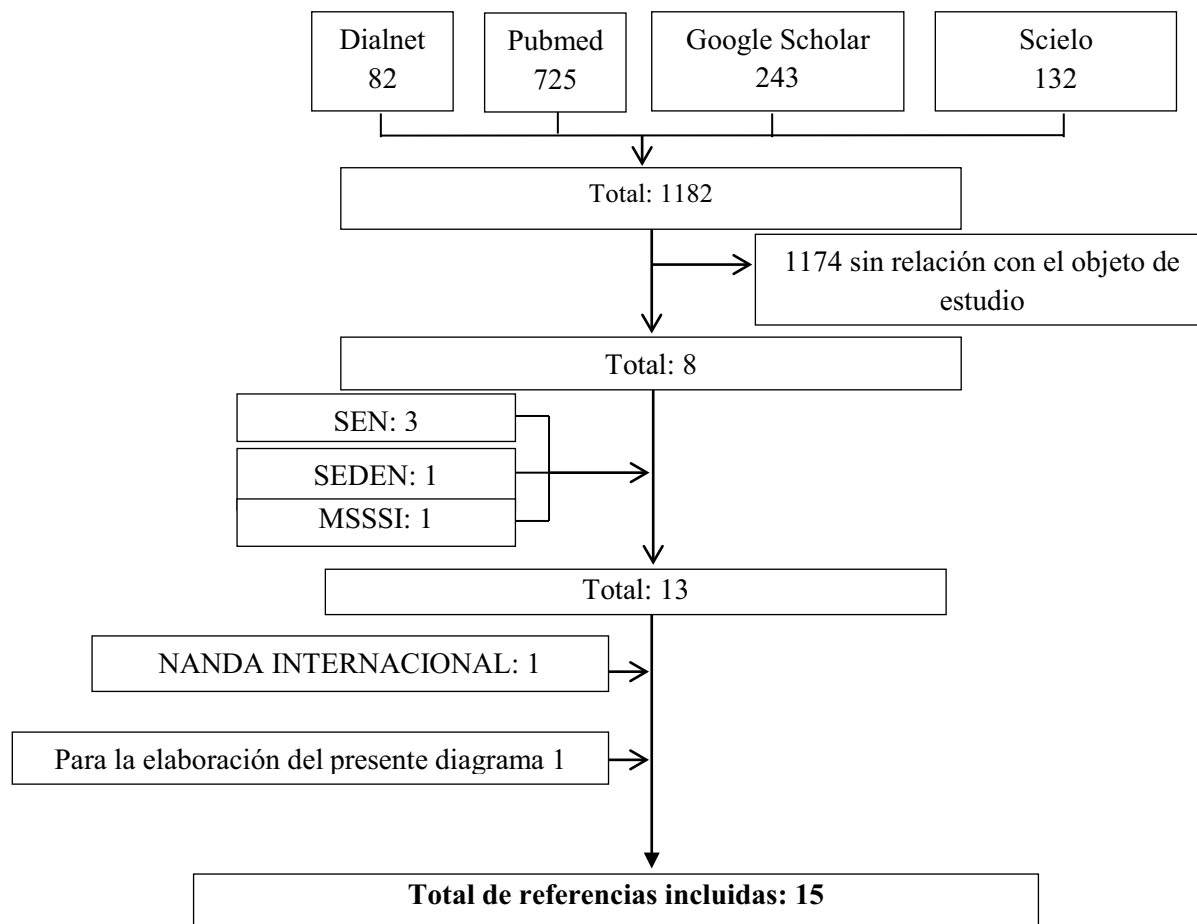 Dialnet
82
Pubmed
725
Google Scholar
243
Scielo
132
Total: 1182
1174 sin relación con el objeto de
estudio
Total: 8
SEN: 3
SEDEN: 1
MSSSI: 1
Total: 13
NANDA INTERNACIONAL: 1
Para la elaboración del presente diagrama 1
Total de referencias incluidas: 15